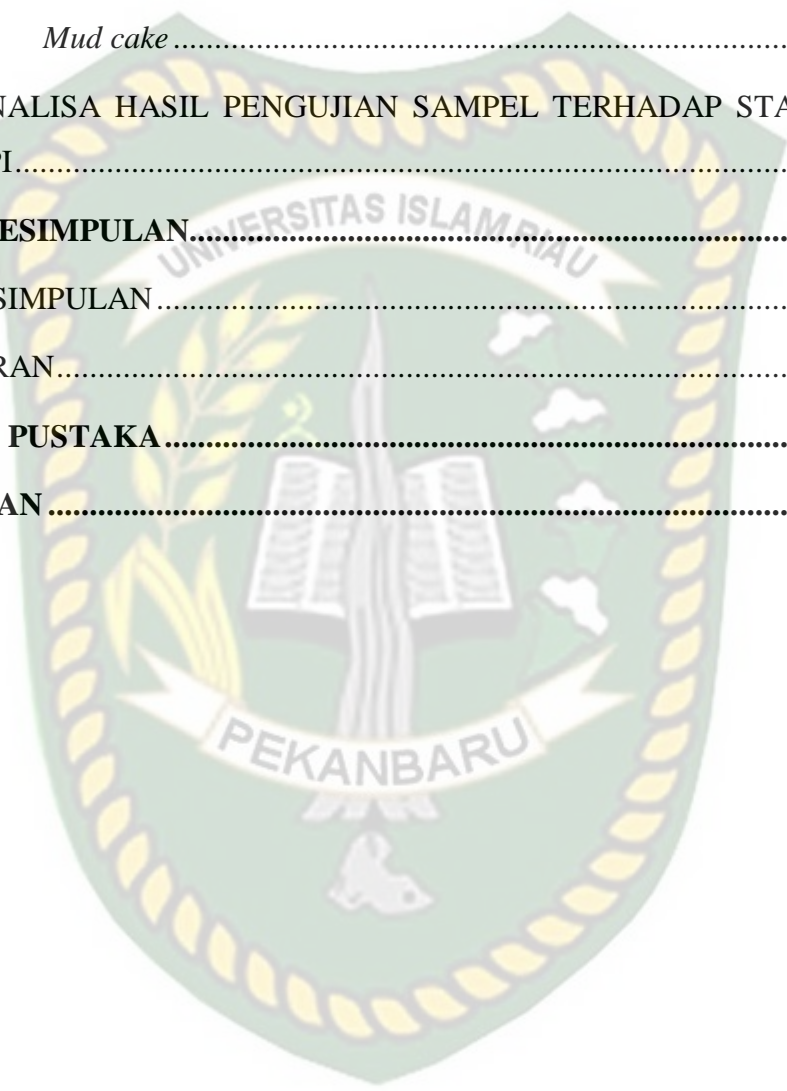 Mud cake ..........................................................................
NALISA HASIL PENGUJIAN SAMPEL TERHADAP STA
PI..............................................................................................
UNIVERSITAS ISLAM RIAU
ESIMPULAN.........................................................................
SIMPULAN.............................................................................
RAN.........................................................................................
PUSTAKA............................................................................
AN...........................................................................................
PEKANBARU